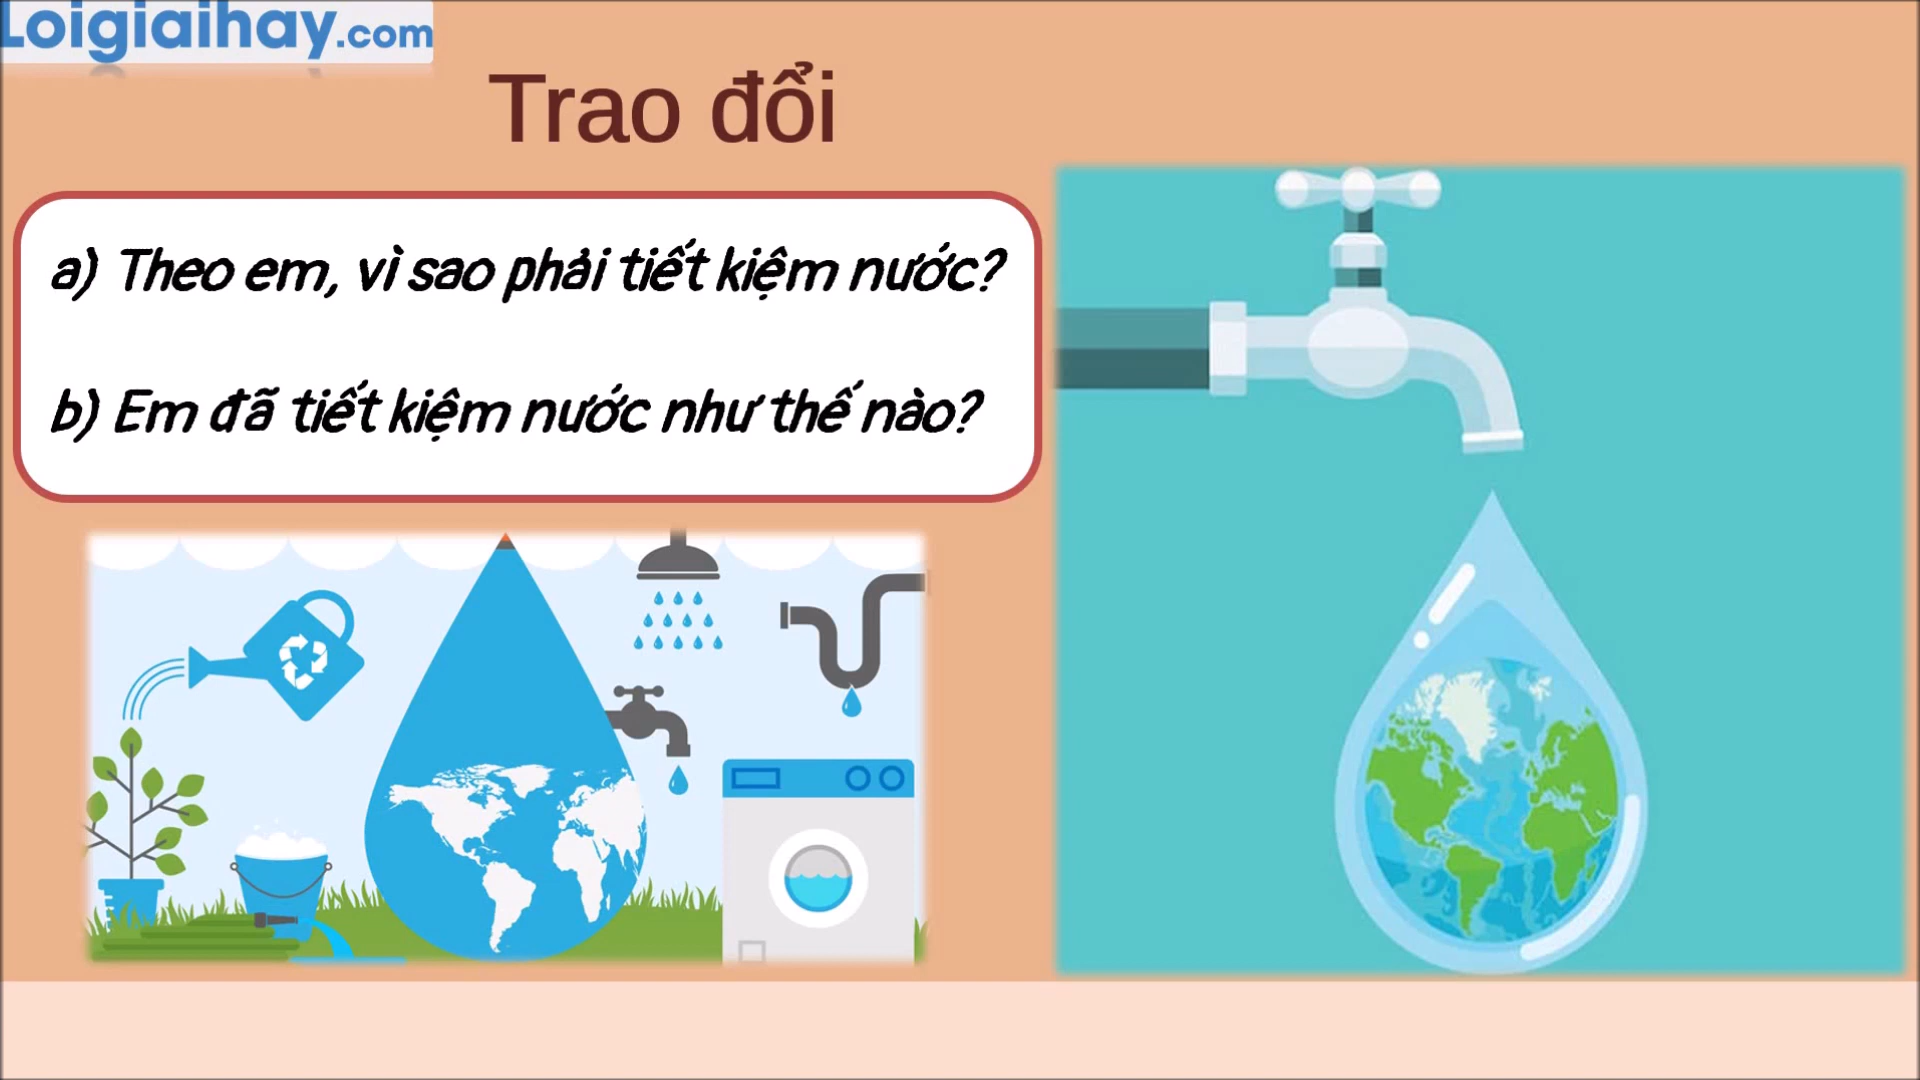 Loigiaihay.com
Trao đổi
a) Theo em, vì sao phải tiết kiệm nước?
b) Em đã tiết kiệm nước như thế nào?